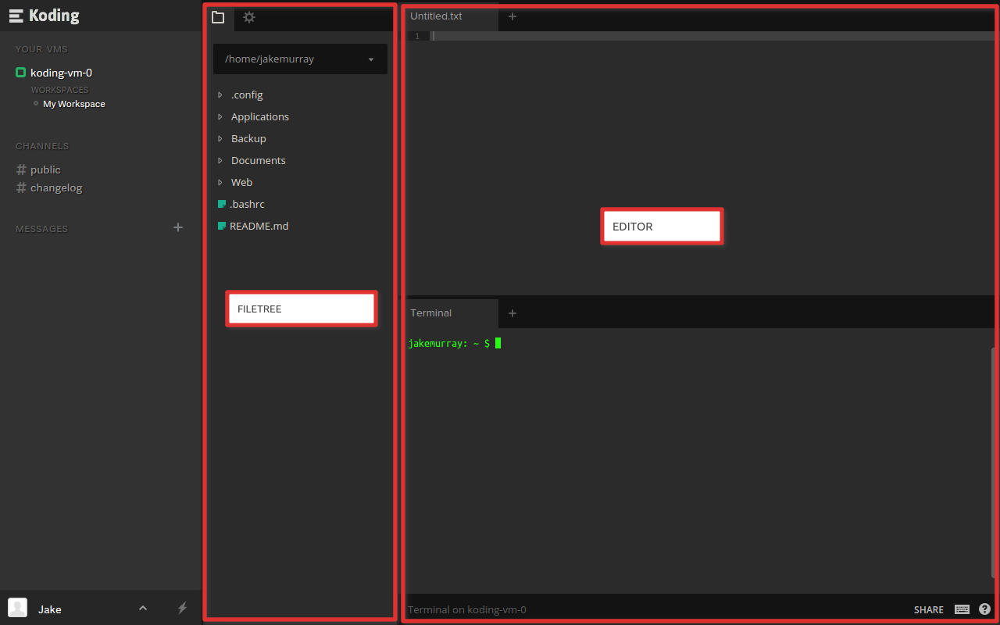 Koding
YOUR VMS
koding-vm-0
WORKSPACES
My Workspace
CHANNELS
# public
# changelog
MESSAGES +
Jake
/home/jakemurray
.config
Applications
Backup
Documents
Web
.bashrc
README.md
FILETREE
Untitled.txt +
1
EDITOR
Terminal +
jakemurray: ~ $
Terminal on koding-vm-0
SHARE ?